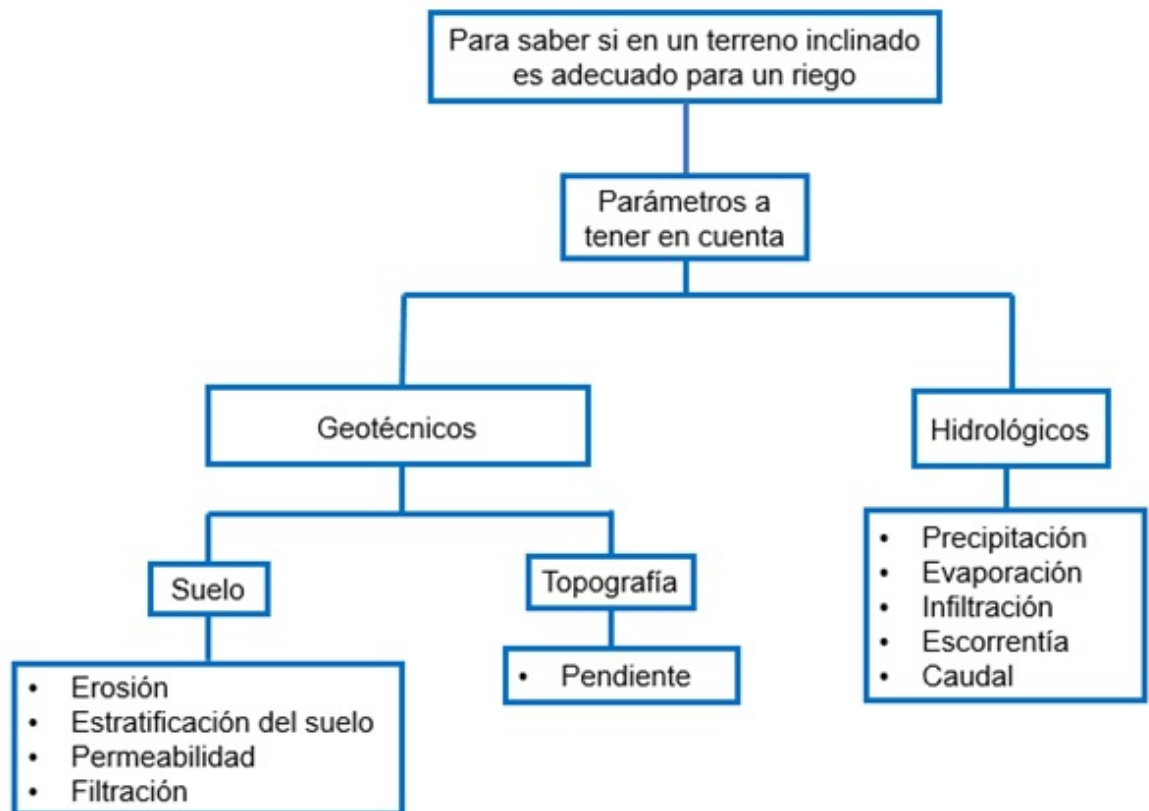 Para saber si en un terreno inclinado
es adecuado para un riego
Parámetros a
tener en cuenta
Geotécnicos
Hidrológicos
Suelo
Topografía
• Erosión
• Estratificación del suelo
• Permeabilidad
• Filtración
• Pendiente
• Precipitación
• Evaporación
• Infiltración
• Escorrentía
• Caudal